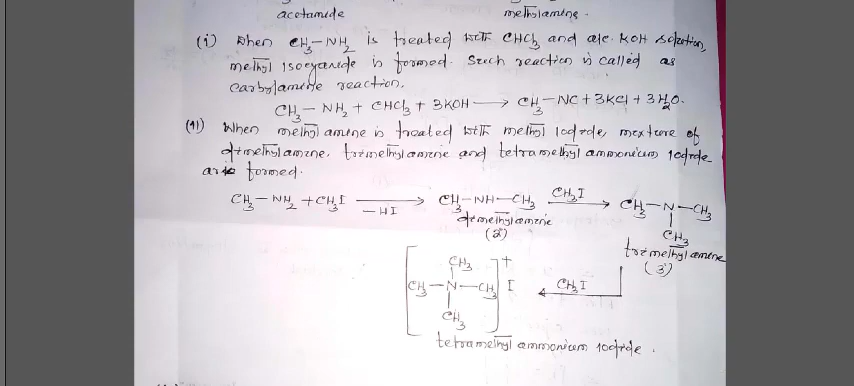 acetamide methylamine.
(i) When CH3-NH2 is treated with CHCl3 and alc. KOH solution,
methyl isocyanide is formed. Such reaction is called as
carbylamine reaction.
CH3-NH2 + CHCl3 + 3KOH → CH3-NC + 3KCl + 3H2O.
(ii) When methyl amine is treated with methyl Iodide, mixture of
dimethylamine, trimethylamine and tetramethyl ammonium iodide
are formed.
CH3-NH2 + CH3I → -HI CH3-NH-CH3 CH3I → CH3-N-CH3
CH3
dimethylamine
(2°)
trimethyl amine
(3°)
[CH3-N-CH3 CH3 CH3]+ I CH3I
tetramethyl ammonium iodide.